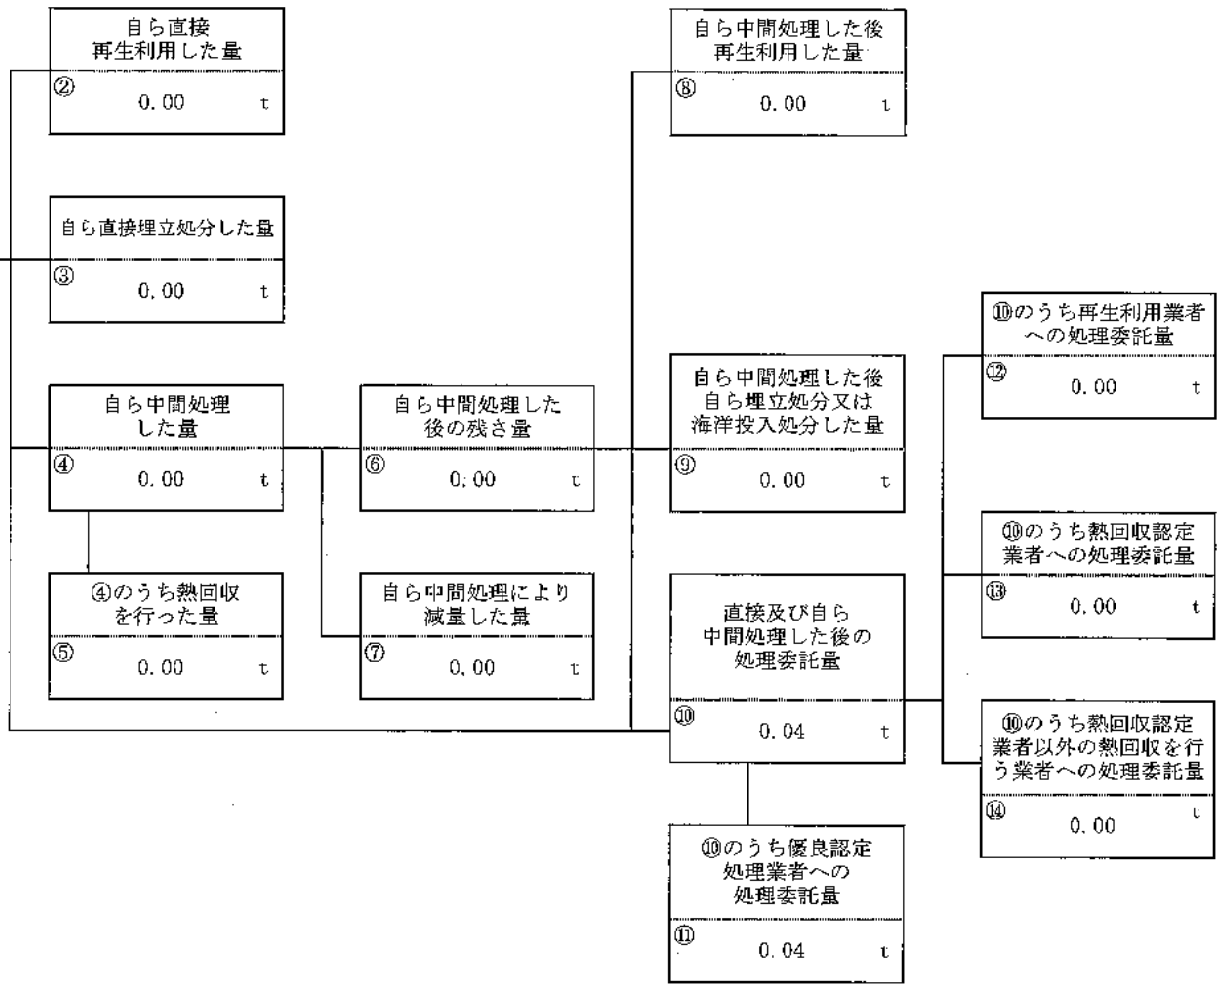 自ら直接
再生利用した量
② 0.00 t
自ら直接埋立処分した量
③ 0.00 t
自ら中間処理
した量
④ 0.00 t
④のうち熱回収
を行った量
⑤ 0.00 t
自ら中間処理した
後の残さ量
⑥ 0.00 t
自ら中間処理により
減量した量
⑦ 0.00 t
自ら中間処理した後
再生利用した量
⑧ 0.00 t
自ら中間処理した後
自ら埋立処分又は
海洋投入処分した量
⑨ 0.00 t
直接及び自ら
中間処理した後の
処理委託量
⑩ 0.04 t
⑩のうち優良認定
処理業者への
処理委託量
⑪ 0.04 t
⑩のうち再生利用業者
への処理委託量
⑫ 0.00 t
⑩のうち熱回収認定
業者への処理委託量
⑬ 0.00 t
⑩のうち熱回収認定
業者以外の熱回収を行
う業者への処理委託量
⑭ 0.00 t